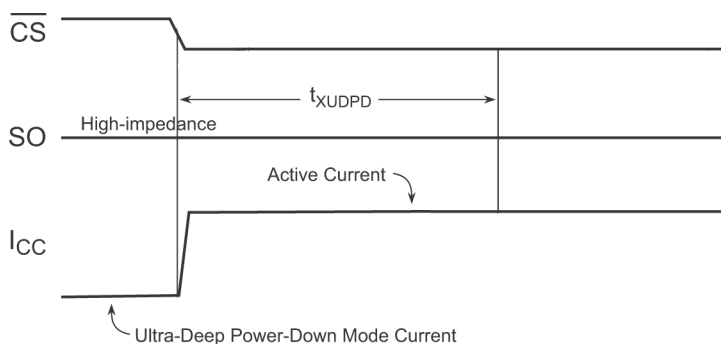 CS
tXUDPD
High-impedance
SO
Active Current
ICC
Ultra-Deep Power-Down Mode Current